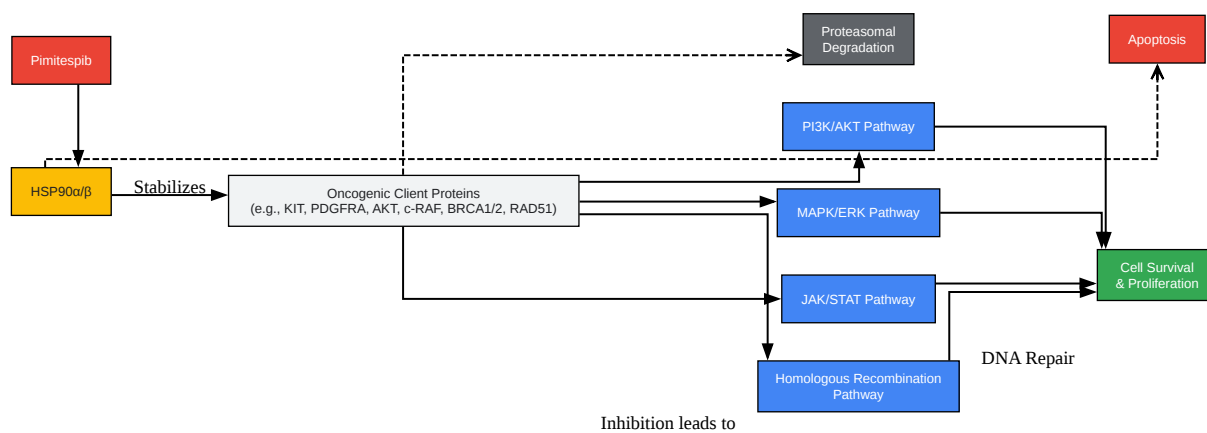 Proteasomal
Degradation
Apoptosis
Pimitespib
PI3K/AKT Pathway
HSP90α/β
Stabilizes
Oncogenic Client Proteins
(e.g., KIT, PDGFRA, AKT, c-RAF, BRCA1/2, RAD51)
MAPK/ERK Pathway
Cell Survival
& Proliferation
JAK/STAT Pathway
DNA Repair
Homologous Recombination
Pathway
Inhibition leads to